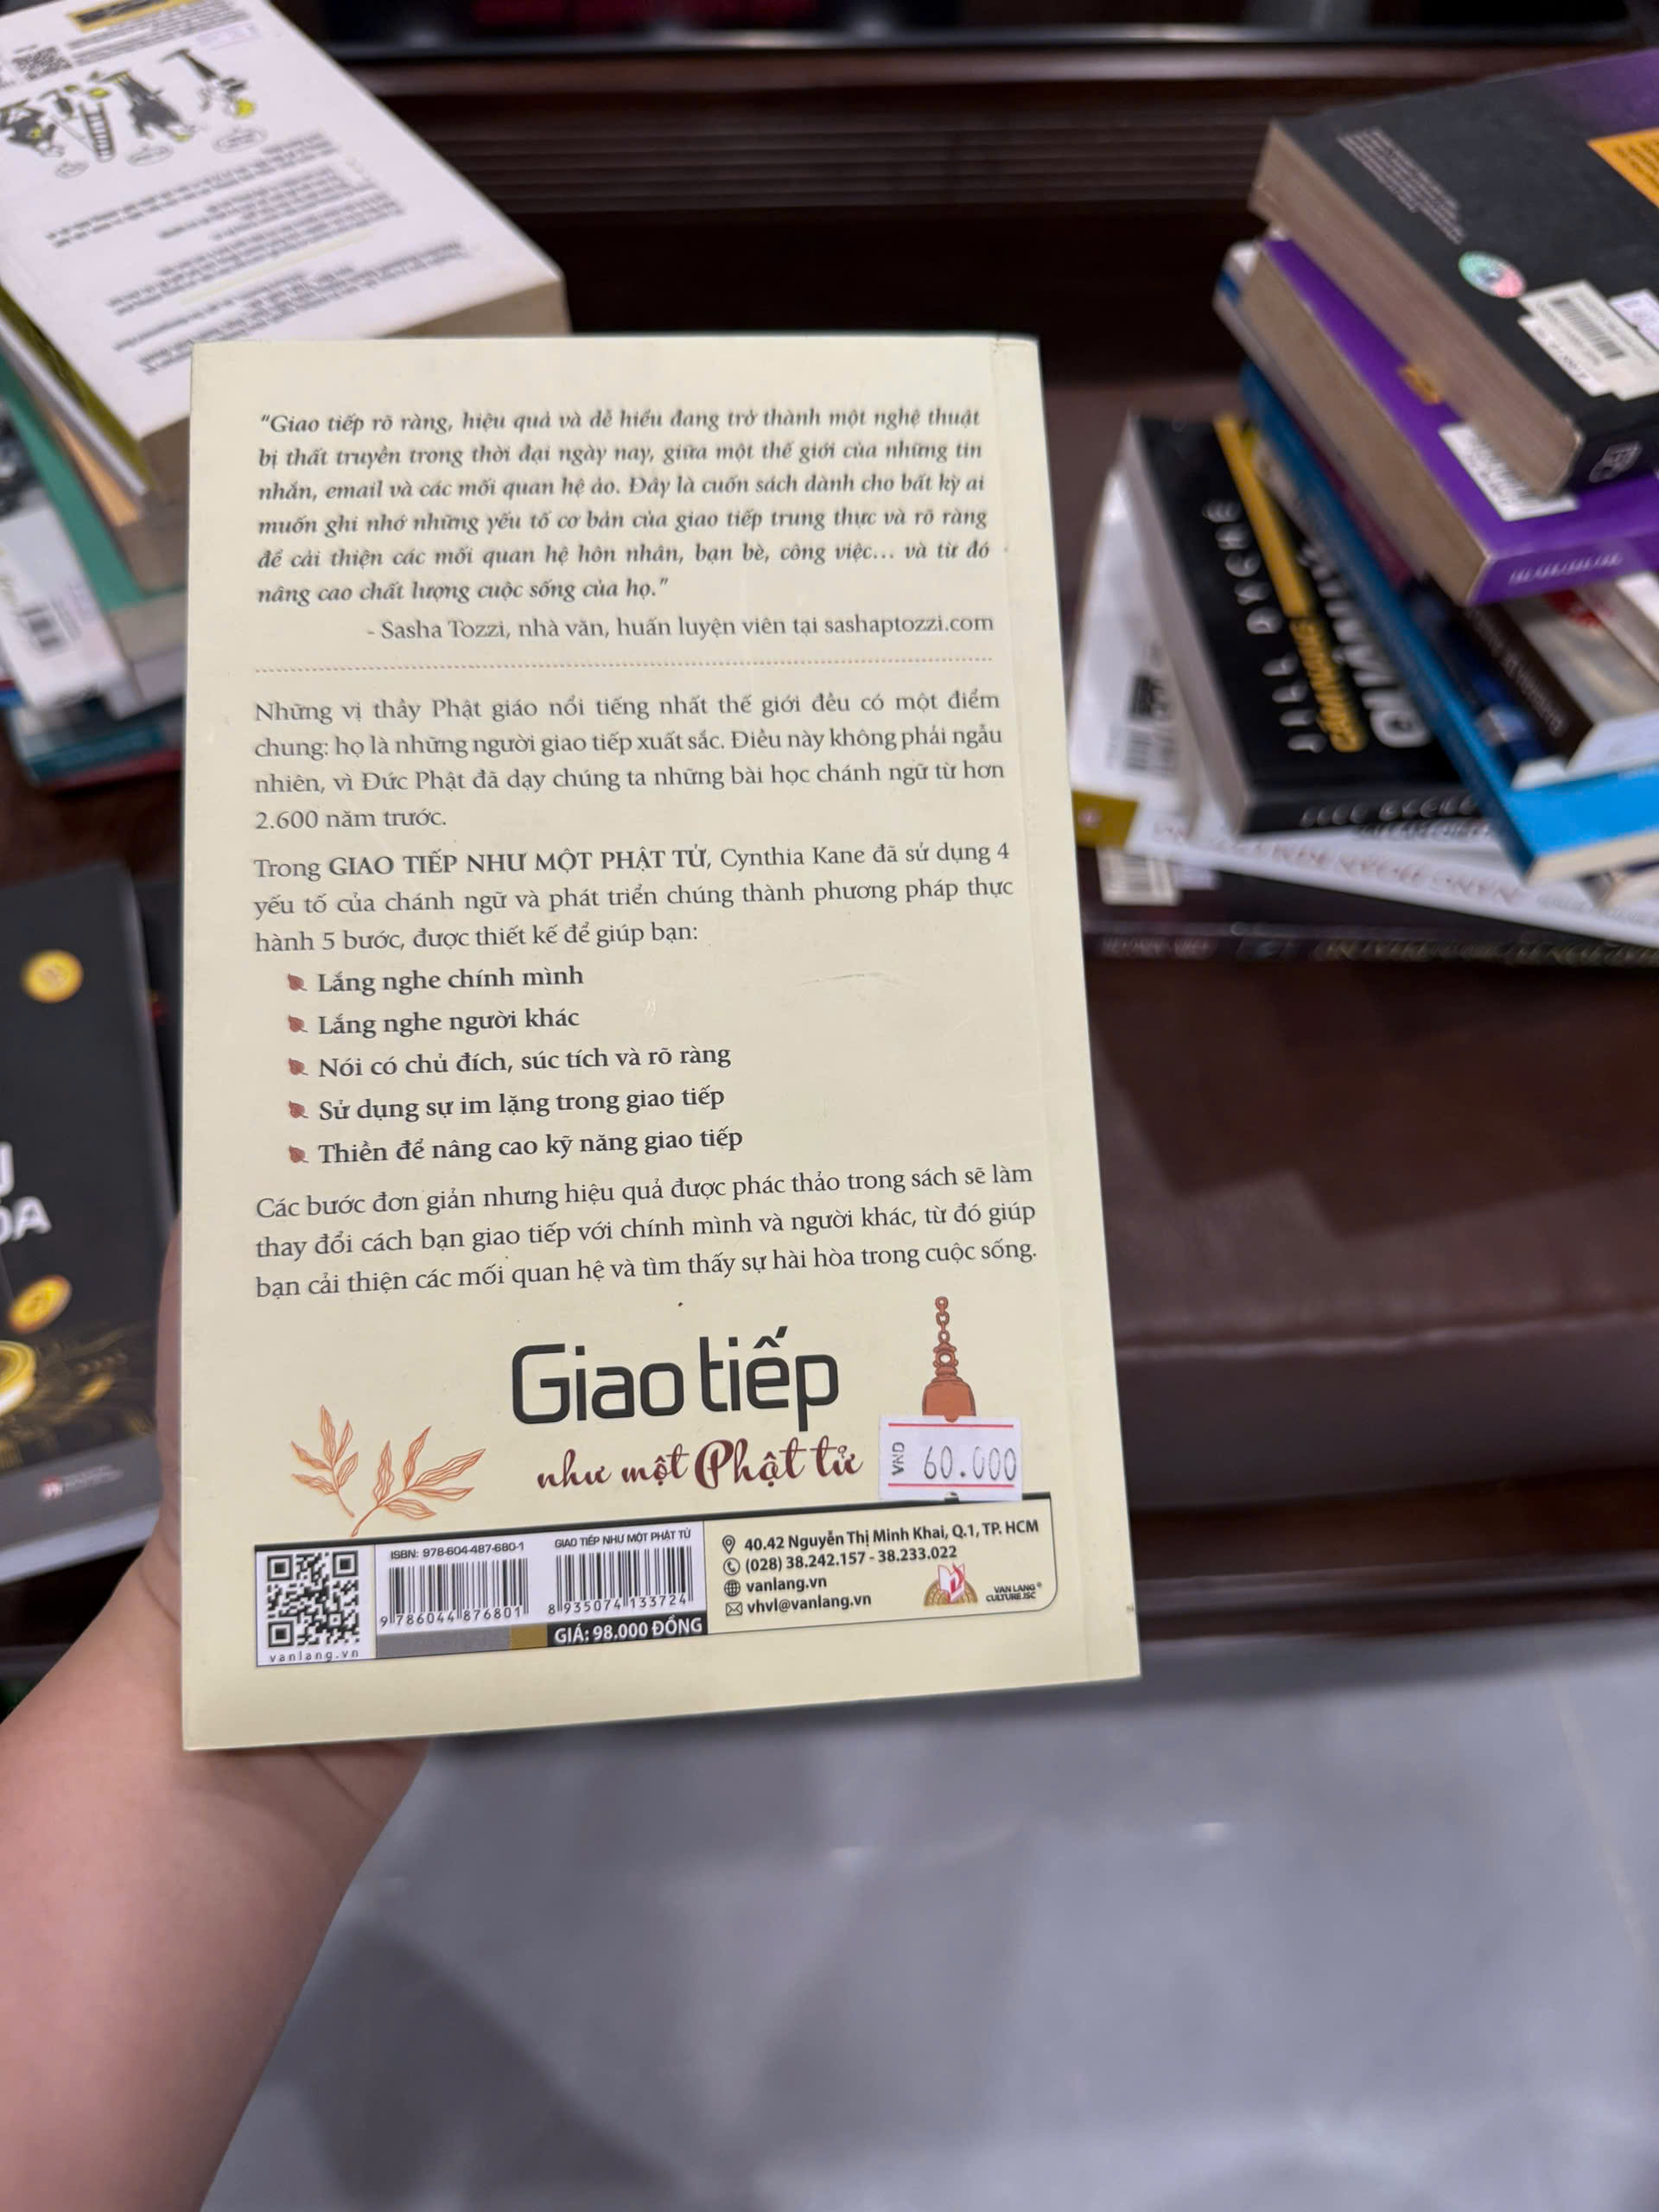 “Giao tiếp rõ ràng, hiệu quả và dễ hiểu đang trở thành một nghệ thuật
bị thất truyền trong thời đại ngày nay, giữa một thế giới của những tin
nhắn, email và các mối quan hệ ảo. Đây là cuốn sách dành cho bất kỳ ai
muốn ghi nhớ những yếu tố cơ bản của giao tiếp trung thực và rõ ràng
để cải thiện các mối quan hệ hôn nhân, bạn bè, công việc... và từ đó
nâng cao chất lượng cuộc sống của họ.”
- Sasha Tozzi, nhà văn, huấn luyện viên tại sashaptozzi.com
Những vị thầy Phật giáo nổi tiếng nhất thế giới đều có một điểm
chung: họ là những người giao tiếp xuất sắc. Điều này không phải ngẫu
nhiên, vì Đức Phật đã dạy chúng ta những bài học chánh ngữ từ hơn
2.600 năm trước.
Trong GIAO TIẾP NHƯ MỘT PHẬT TỬ, Cynthia Kane đã sử dụng 4
yếu tố của chánh ngữ và phát triển chúng thành phương pháp thực
hành 5 bước, được thiết kế để giúp bạn:
Lắng nghe chính mình
Lắng nghe người khác
Nói có chủ đích, súc tích và rõ ràng
Sử dụng sự im lặng trong giao tiếp
Thiền để nâng cao kỹ năng giao tiếp
Các bước đơn giản nhưng hiệu quả được phác thảo trong sách sẽ làm
thay đổi cách bạn giao tiếp với chính mình và người khác, từ đó giúp
bạn cải thiện các mối quan hệ và tìm thấy sự hài hòa trong cuộc sống.
Giao tiếp
như một Phật tử
VND 60.000
vanlang.vn
ISBN: 978-604-487-680-1
9 786044 876801
GIAO TIẾP NHƯ MỘT PHẬT TỬ
8 935074 133724
GIÁ: 98.000 ĐỒNG
40.42 Nguyễn Thị Minh Khai, Q.1, TP. HCM
(028) 38.242.157 - 38.233.022
vanlang.vn
vhvl@vanlang.vn
VAN LANG®
CULTURE.JSC